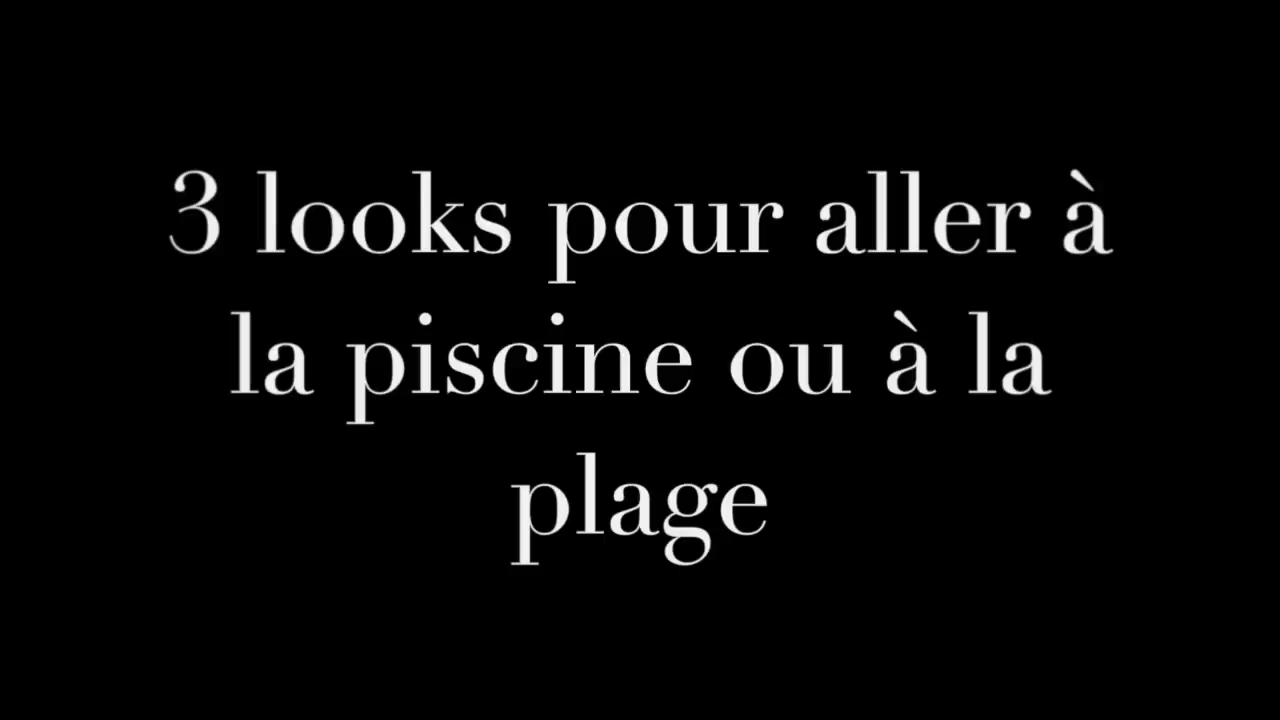 3 looks pour aller à
la piscine ou à la
plage